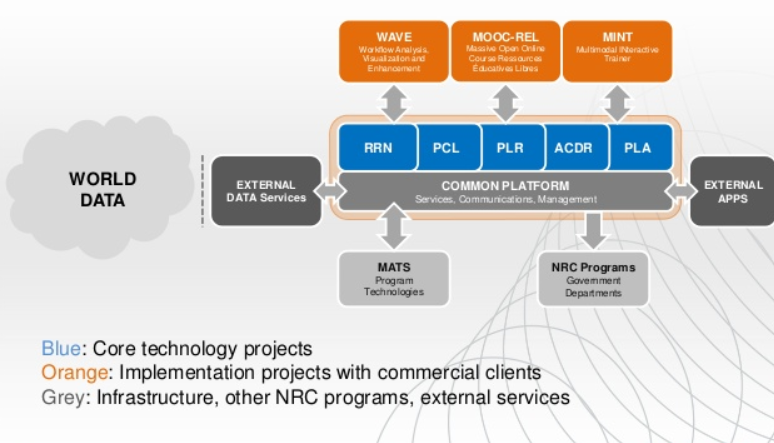 WAVE
Workflow Analysis,
Visualization and
Enhancement
MOOC-REL
Massive Open Online
Course Ressources
Éducatives Libres
MINT
Multimodal INteractive
Trainer
WORLD
DATA
EXTERNAL
DATA Services
RRN
PCL
PLR
ACDR
PLA
COMMON PLATFORM
Services, Communications, Management
EXTERNAL
APPS
MATS
Program
Technologies
NRC Programs
Government
Departments
Blue: Core technology projects
Orange: Implementation projects with commercial clients
Grey: Infrastructure, other NRC programs, external services